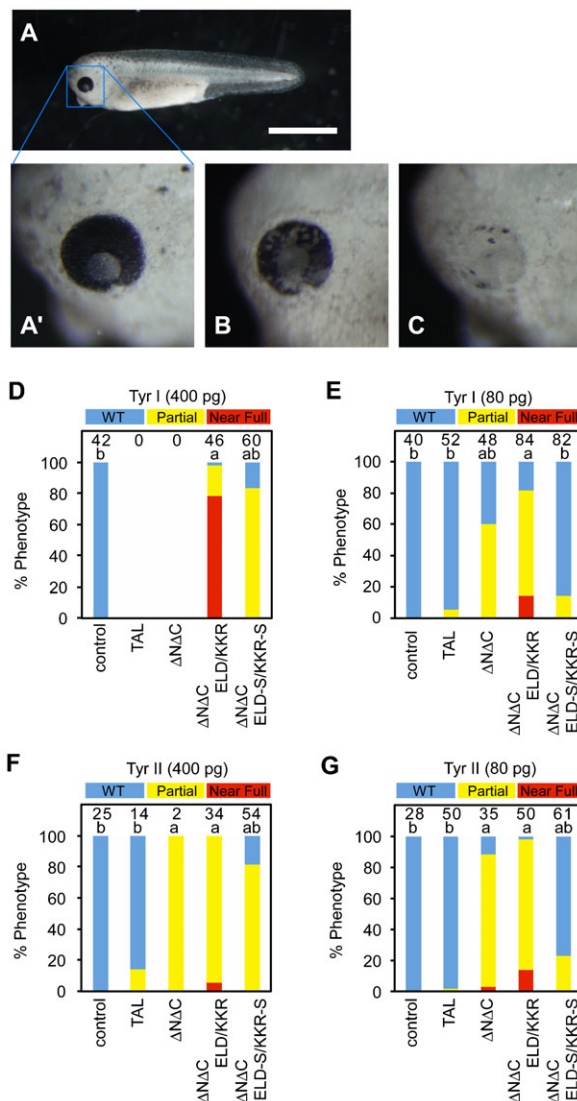 A
A'
B
C
D
Tyr I (400 pg)
WT Partial Near Full
42 0 0 46 60
b a ab
% Phenotype
100
80
60
40
20
0
control
TAL
ΔNΔC
ΔNΔC ELD/KKR
ΔNΔC ELD-S/KKR-S
E
Tyr I (80 pg)
WT Partial Near Full
40 52 48 84 82
b b ab a b
% Phenotype
100
80
60
40
20
0
control
TAL
ΔNΔC
ΔNΔC ELD/KKR
ΔNΔC ELD-S/KKR-S
F
Tyr II (400 pg)
WT Partial Near Full
25 14 2 34 54
b b a a ab
% Phenotype
100
80
60
40
20
0
control
TAL
ΔNΔC
ΔNΔC ELD/KKR
ΔNΔC ELD-S/KKR-S
G
Tyr II (80 pg)
WT Partial Near Full
28 50 35 50 61
b b a a ab
% Phenotype
100
80
60
40
20
0
control
TAL
ΔNΔC
ΔNΔC ELD/KKR
ΔNΔC ELD-S/KKR-S